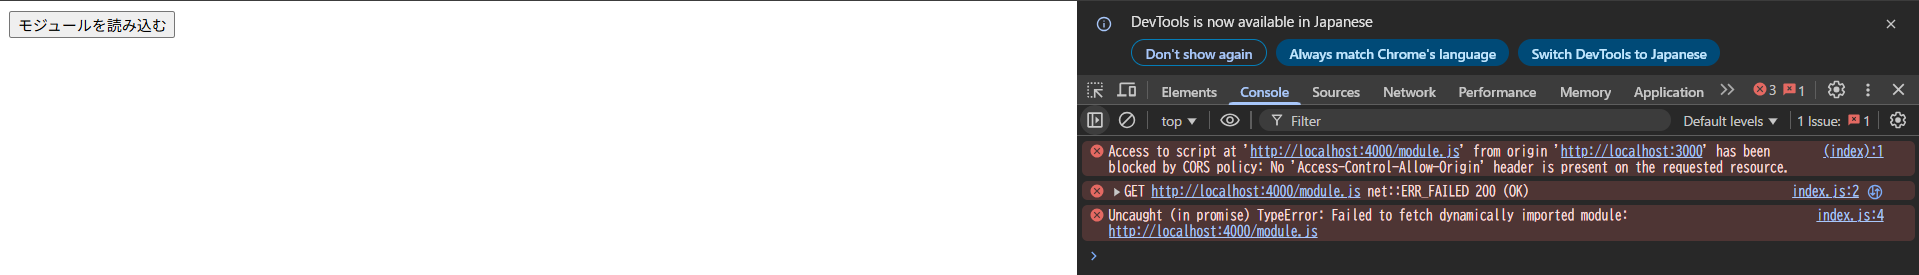 モジュールを読み込む
DevTools is now available in Japanese
Don't show again Always match Chrome's language Switch DevTools to Japanese
Elements Console Sources Network Performance Memory Application 3 1
top Filter Default levels 1 Issue: 1
Access to script at 'http://localhost:4000/module.js' from origin 'http://localhost:3000' has been (index):1
blocked by CORS policy: No 'Access-Control-Allow-Origin' header is present on the requested resource.
GET http://localhost:4000/module.js net::ERR_FAILED 200 (OK) index.js:2
Uncaught (in promise) TypeError: Failed to fetch dynamically imported module: index.js:4
http://localhost:4000/module.js